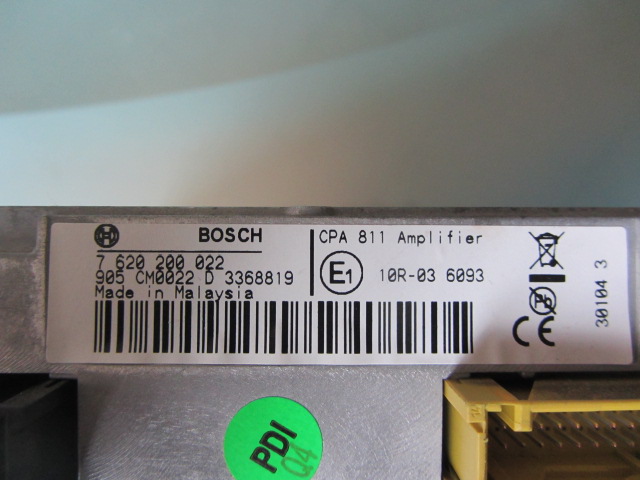 BOSCH
CPA 811 Amplifier
7 620 200 022
905 CM0022 D 3368819
Made in Malaysia
E1
10R-03 6093
CE
30104 3
PDI
Q4